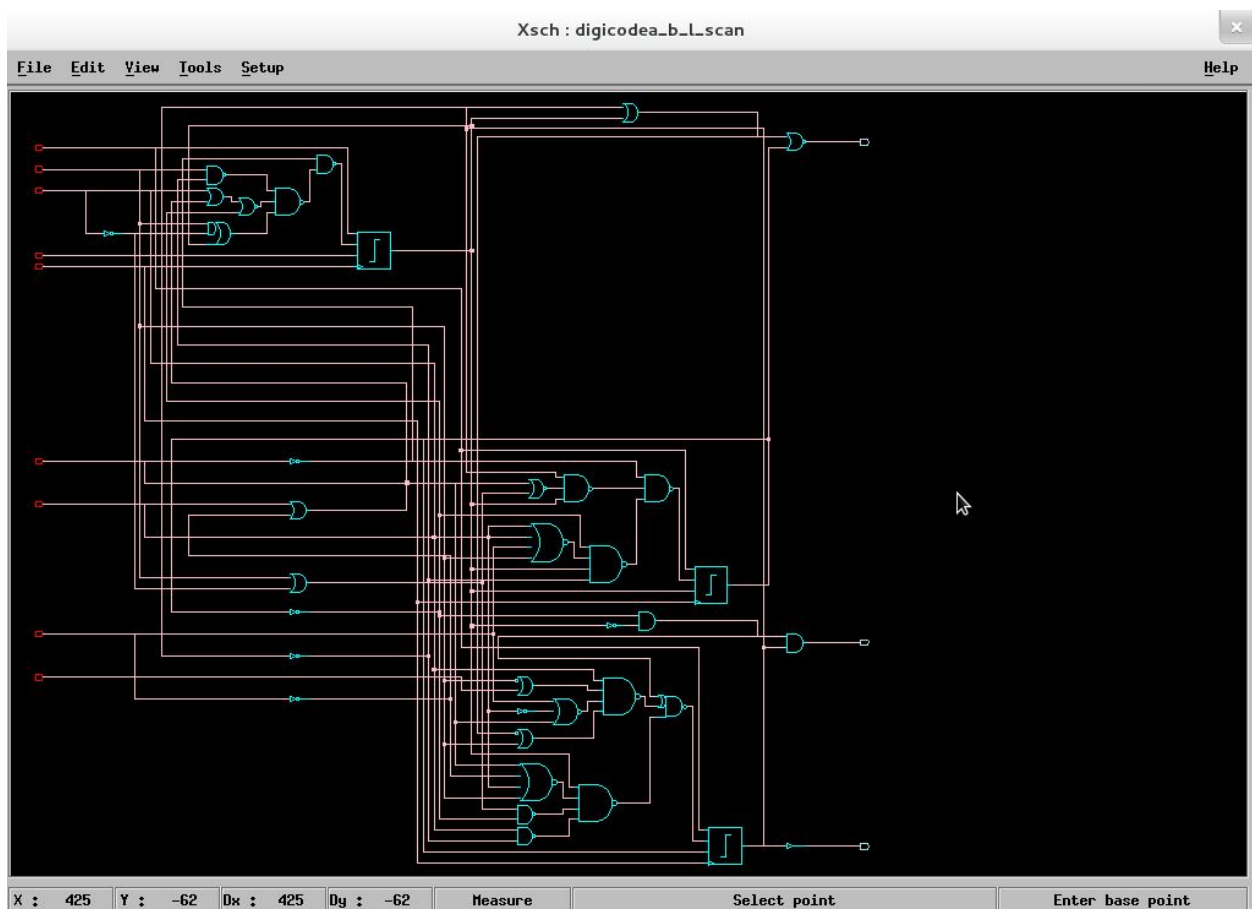 Xsch : digicodea_b_l_scan
x
File Edit View Tools Setup Help
X : 425 Y : -62 Dx : 425 Dy : -62 Measure Select point Enter base point